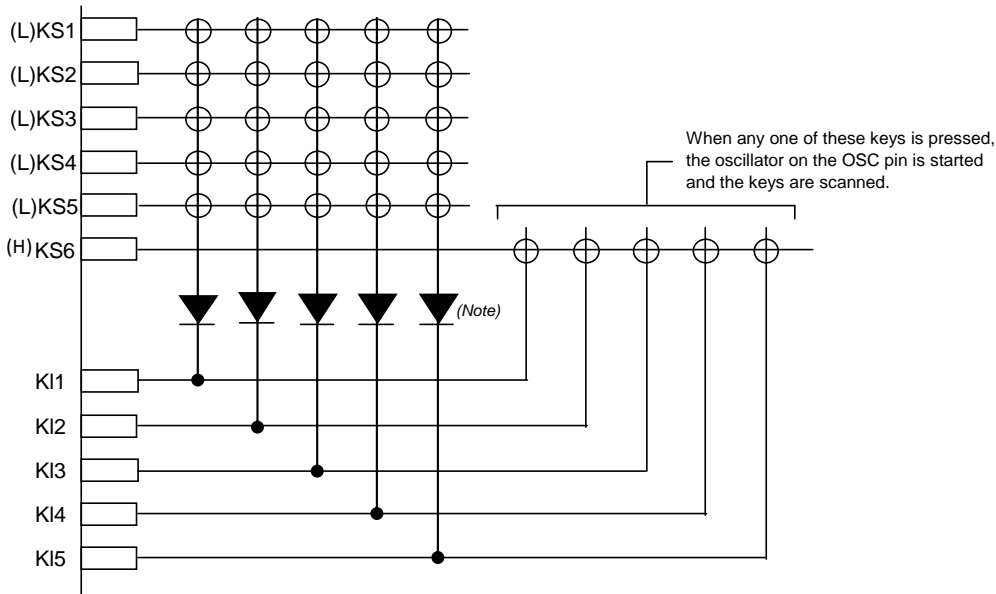 (L)KS1
(L)KS2
(L)KS3
(L)KS4
(L)KS5
(H)KS6
When any one of these keys is pressed,
the oscillator on the OSC pin is started
and the keys are scanned.
(Note)
KI1
KI2
KI3
KI4
KI5